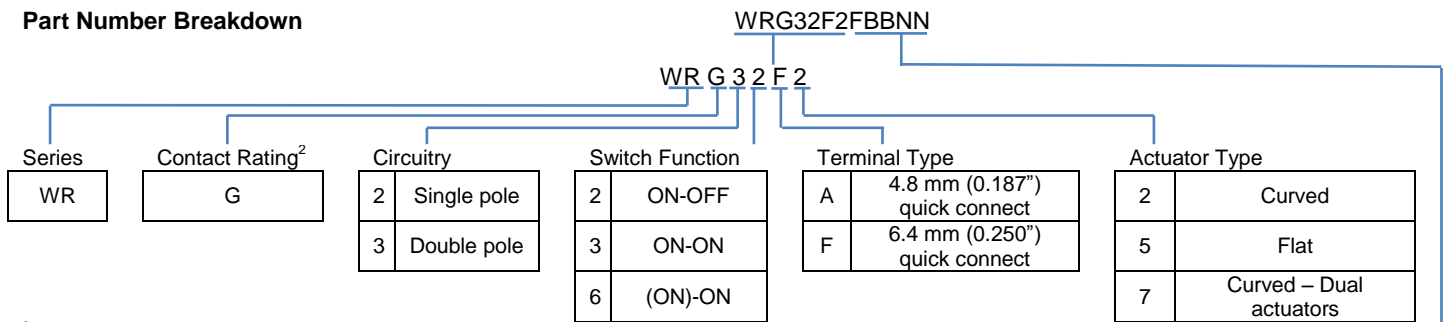 Part Number Breakdown
WRG32F2FBBNN
WR G 3 2 F 2
Series
WR
Contact Rating2
G
Circuitry
2 Single pole
3 Double pole
Switch Function
2 ON-OFF
3 ON-ON
6 (ON)-ON
Terminal Type
A 4.8 mm (0.187”)
quick connect
F 6.4 mm (0.250”)
quick connect
Actuator Type
2 Curved
5 Flat
7 Curved – Dual
actuators